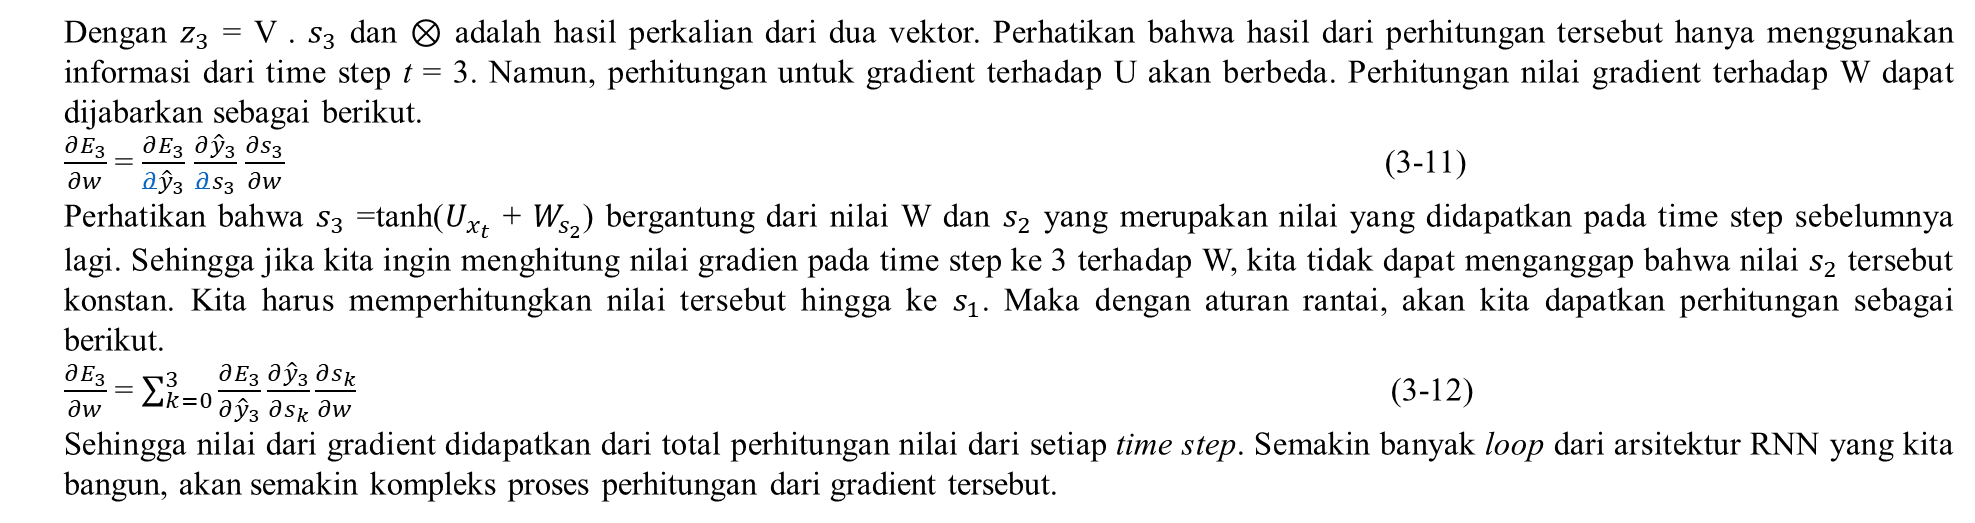 Dengan z₃ = V . s₃ dan ⊗ adalah hasil perkalian dari dua vektor. Perhatikan bahwa hasil dari perhitungan tersebut hanya menggunakan
informasi dari time step t = 3. Namun, perhitungan untuk gradient terhadap U akan berbeda. Perhitungan nilai gradient terhadap W dapat
dijabarkan sebagai berikut.
∂E₃/∂w = ∂E₃/∂ŷ₃ ∂ŷ₃/∂s₃ ∂s₃/∂w (3-11)
Perhatikan bahwa s₃ =tanh(U_{x_t} + W_{s₂}) bergantung dari nilai W dan s₂ yang merupakan nilai yang didapatkan pada time step sebelumnya
lagi. Sehingga jika kita ingin menghitung nilai gradien pada time step ke 3 terhadap W, kita tidak dapat menganggap bahwa nilai s₂ tersebut
konstan. Kita harus memperhitungkan nilai tersebut hingga ke s₁. Maka dengan aturan rantai, akan kita dapatkan perhitungan sebagai
berikut.
∂E₃/∂w = ∑_{k=0}^{3} ∂E₃/∂ŷ₃ ∂ŷ₃/∂s_k ∂s_k/∂w (3-12)
Sehingga nilai dari gradient didapatkan dari total perhitungan nilai dari setiap time step. Semakin banyak loop dari arsitektur RNN yang kita
bangun, akan semakin kompleks proses perhitungan dari gradient tersebut.